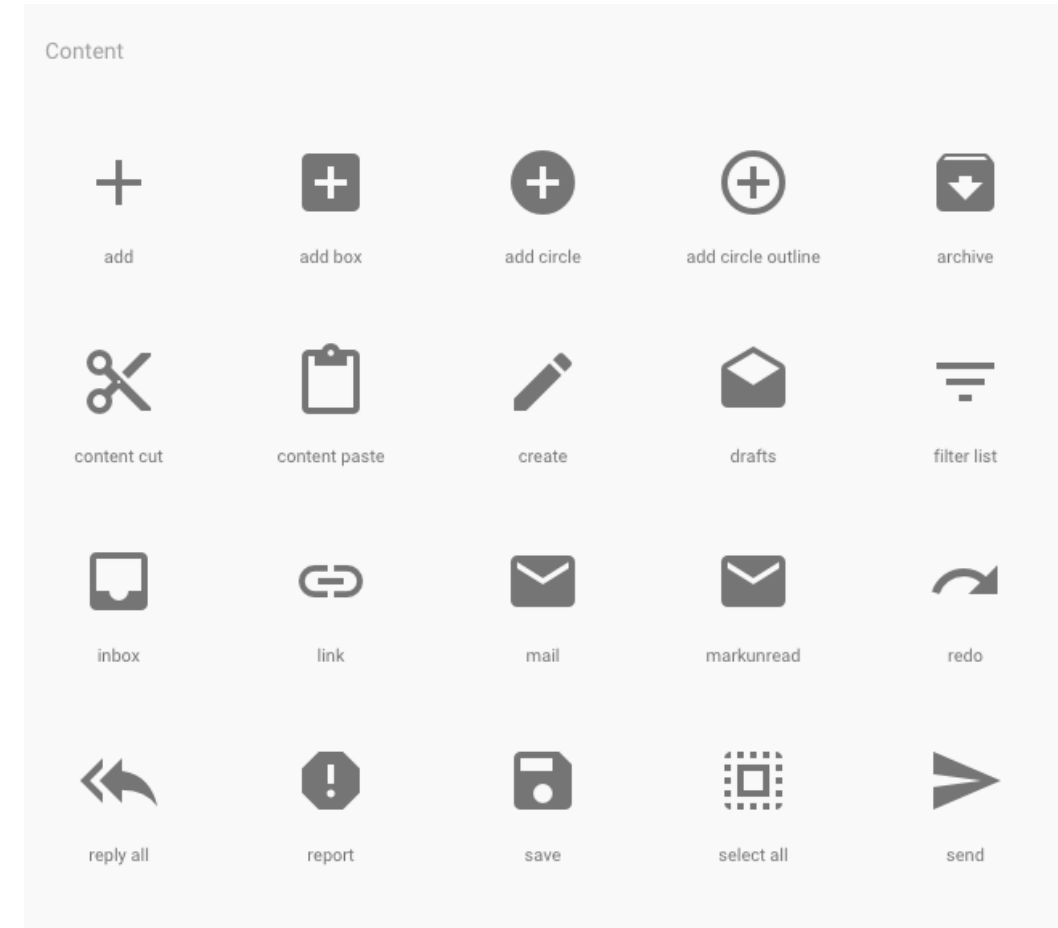 Content
add
add box
add circle
add circle outline
archive
content cut
content paste
create
drafts
filter list
inbox
link
mail
markunread
redo
reply all
report
save
select all
send